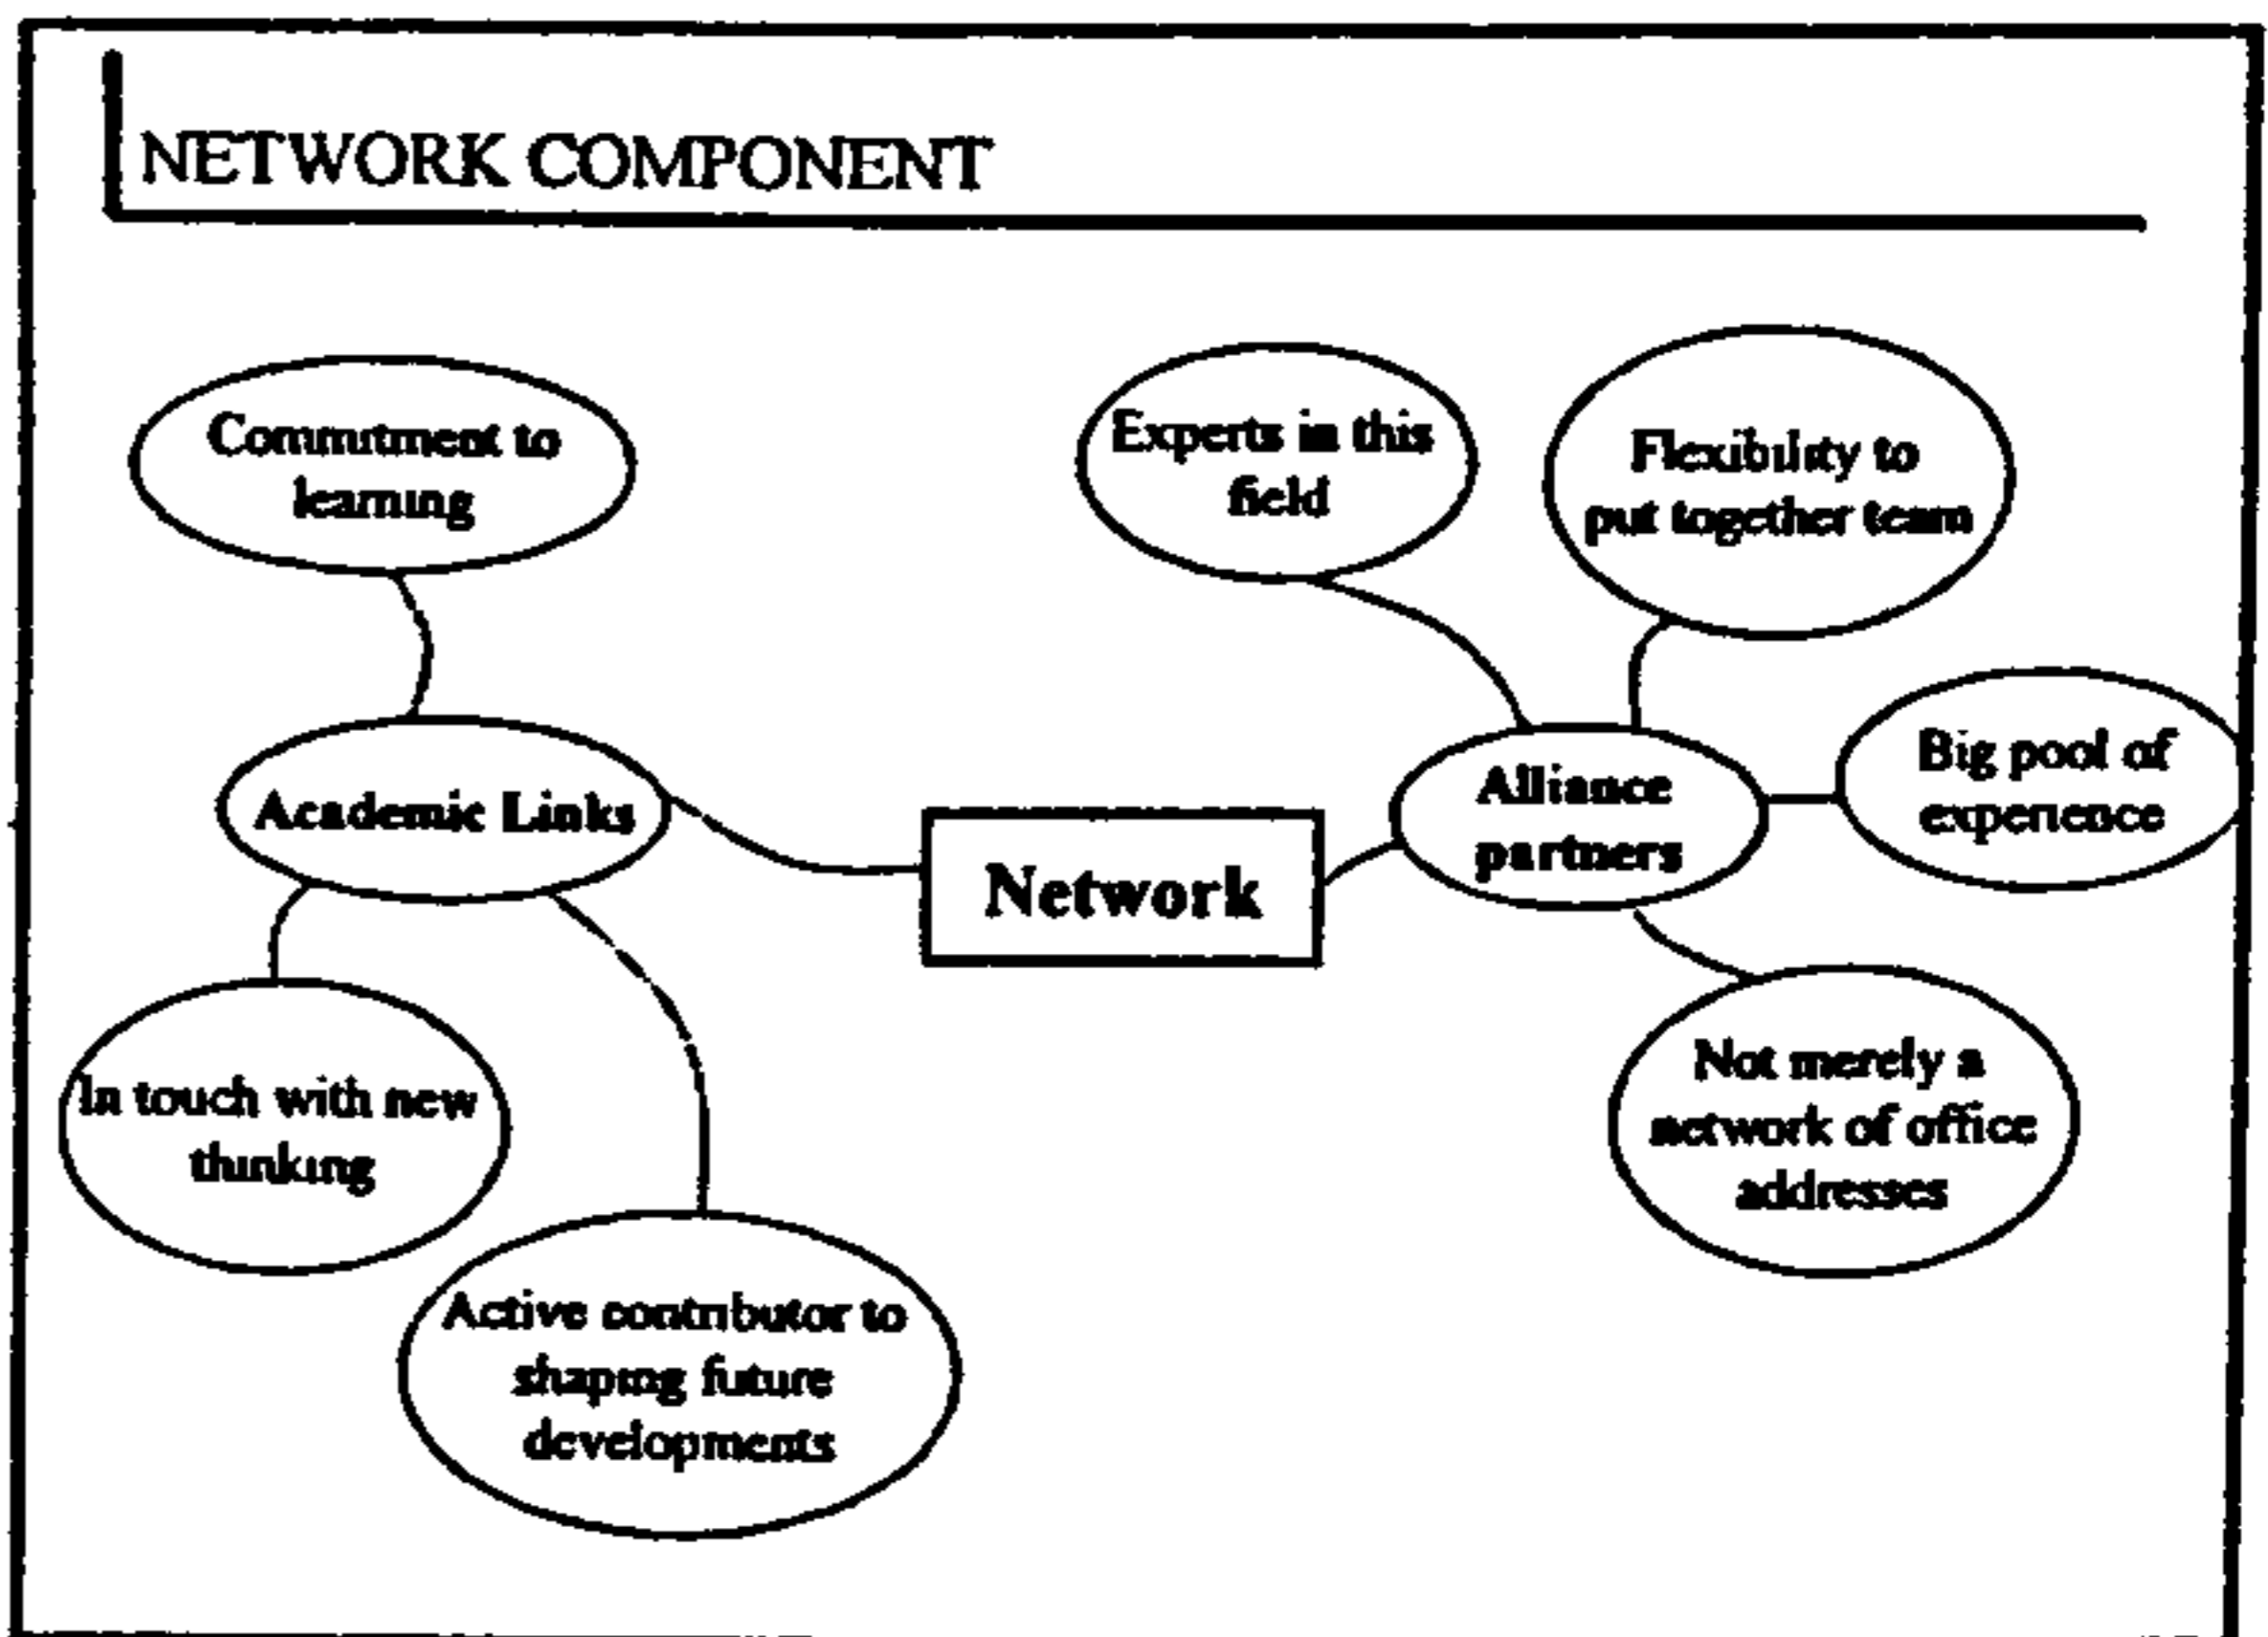 NETWORK COMPONENT
Commitment to
learning
Experts in this
field
Flexibility to
put together team
Academic Links
Network
Alliance
partners
Big pool of
experience
In touch with new
thinking
Active contributor to
shaping future
developments
Not merely a
network of office
addresses